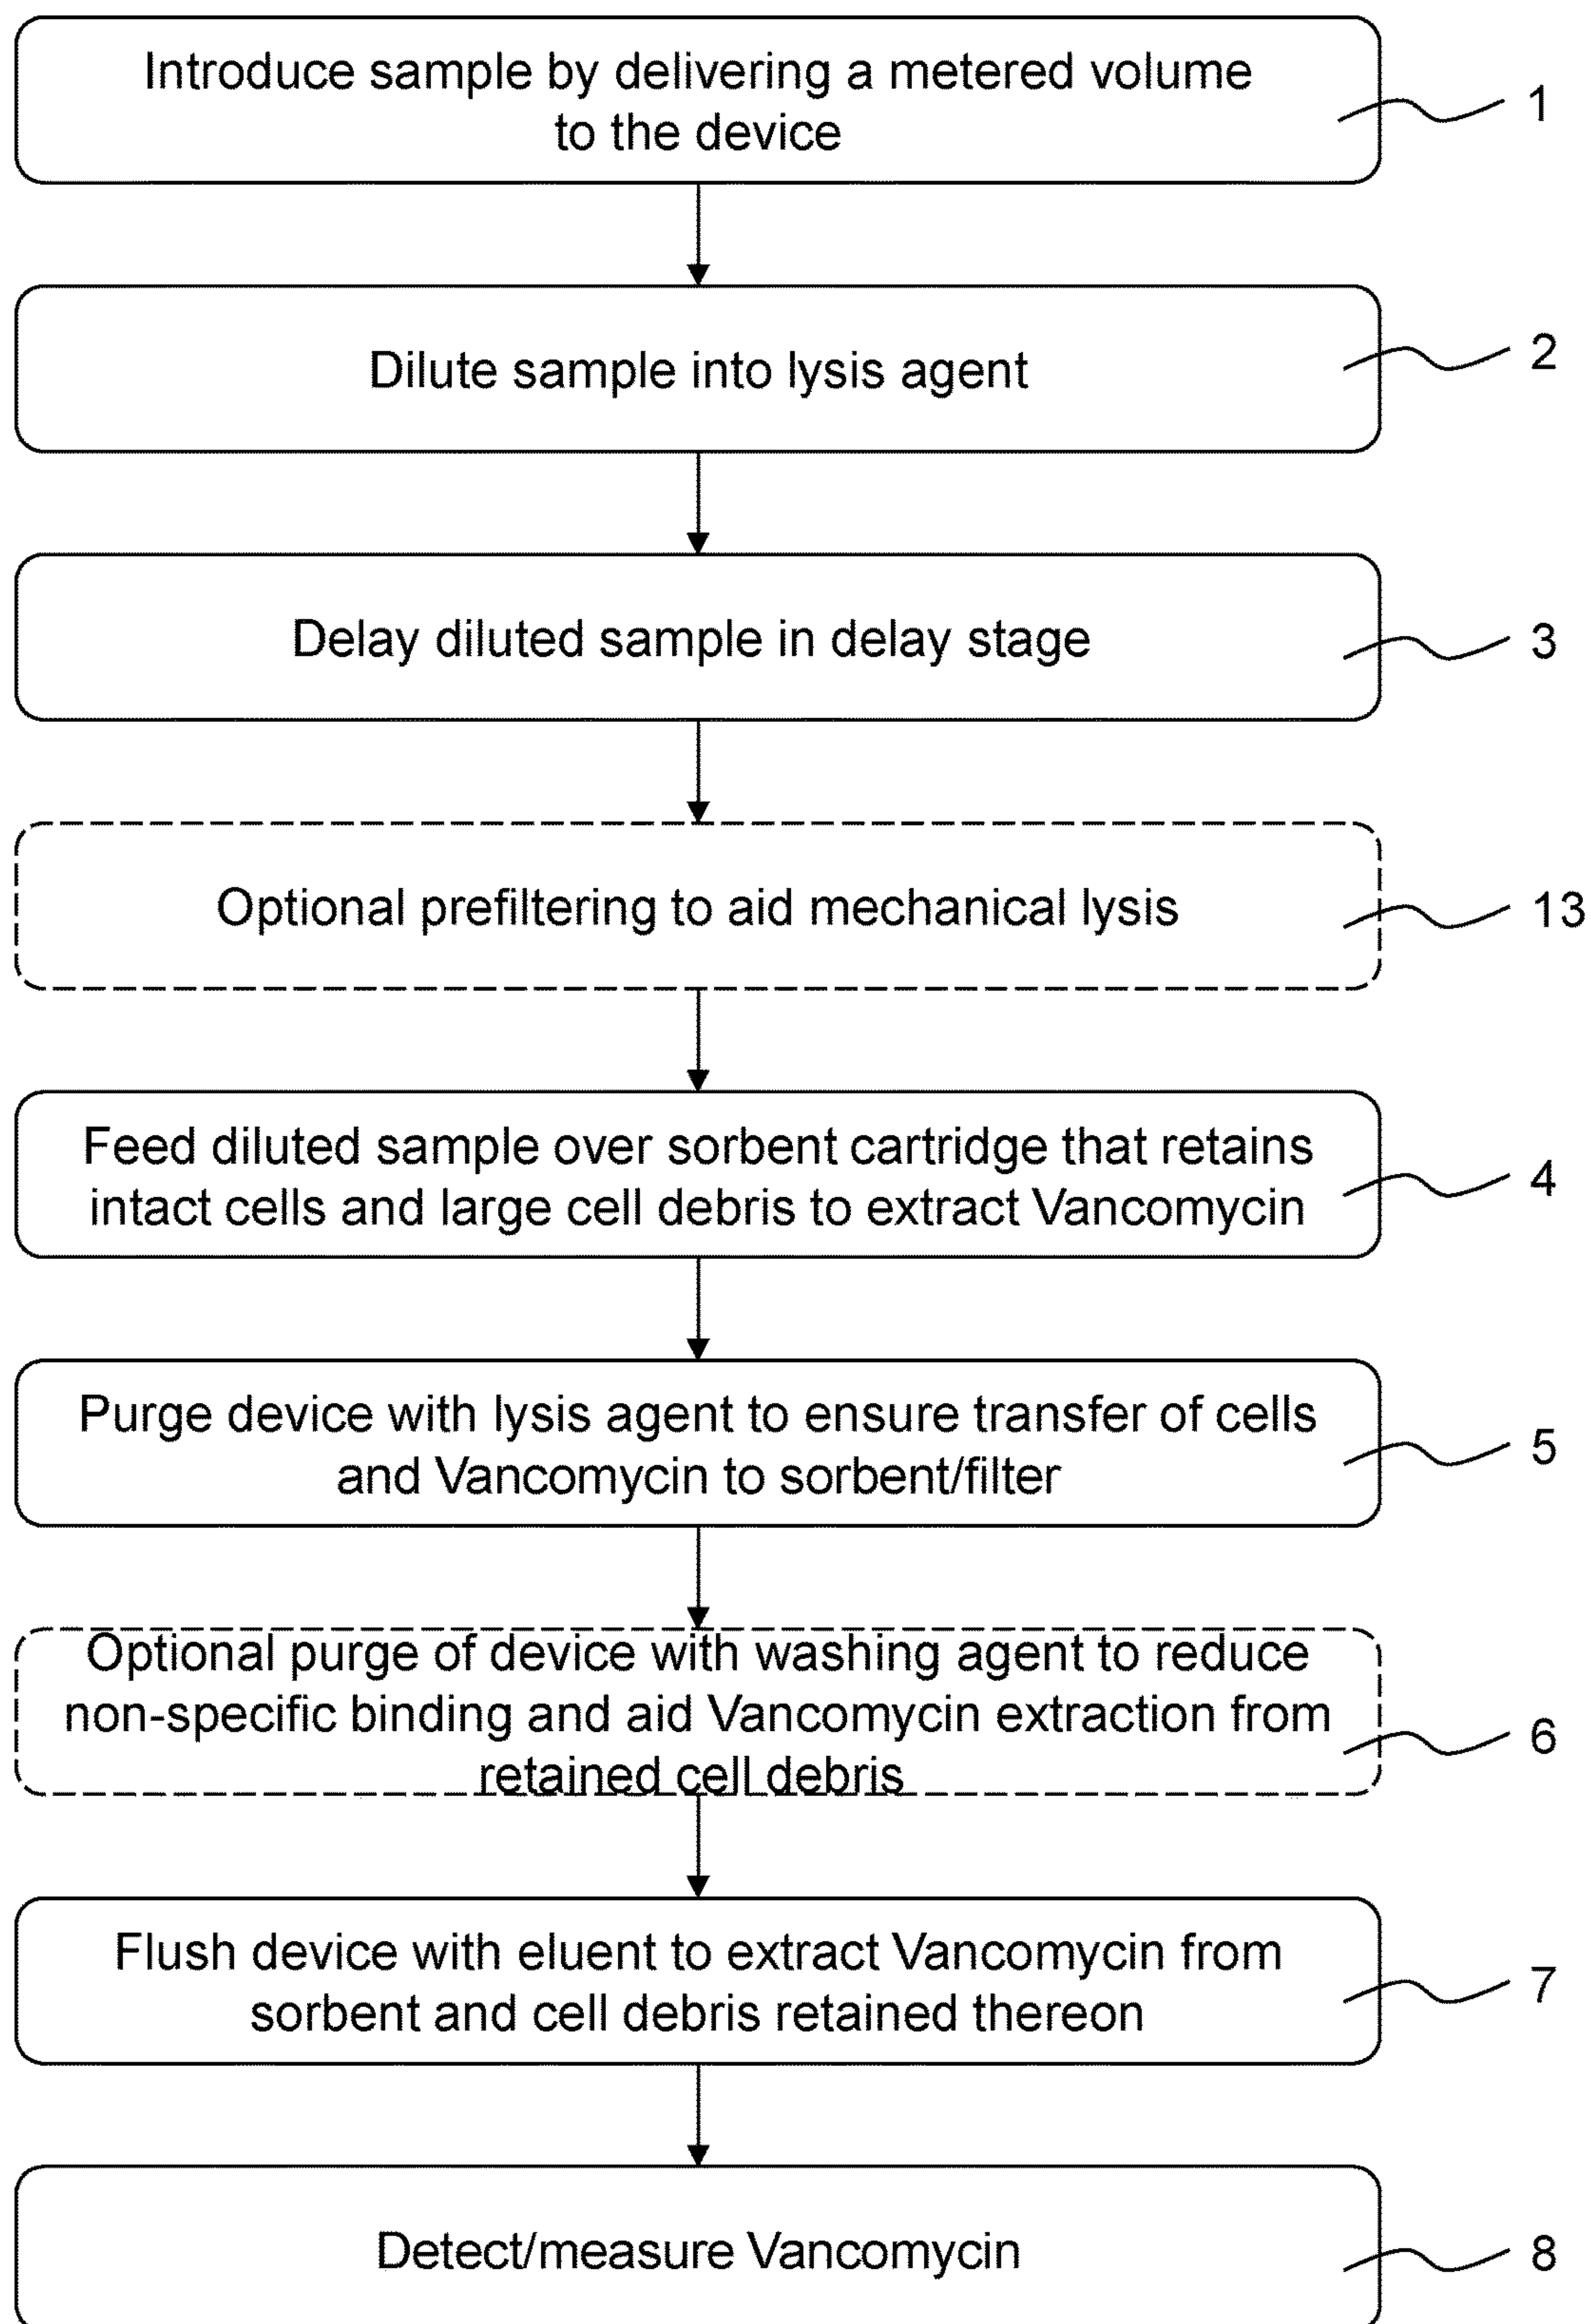 Introduce sample by delivering a metered volume
to the device
1
Dilute sample into lysis agent
2
Delay diluted sample in delay stage
3
Optional prefiltering to aid mechanical lysis
13
Feed diluted sample over sorbent cartridge that retains
intact cells and large cell debris to extract Vancomycin
4
Purge device with lysis agent to ensure transfer of cells
and Vancomycin to sorbent/filter
5
Optional purge of device with washing agent to reduce
non-specific binding and aid Vancomycin extraction from
retained cell debris
6
Flush device with eluent to extract Vancomycin from
sorbent and cell debris retained thereon
7
Detect/measure Vancomycin
8